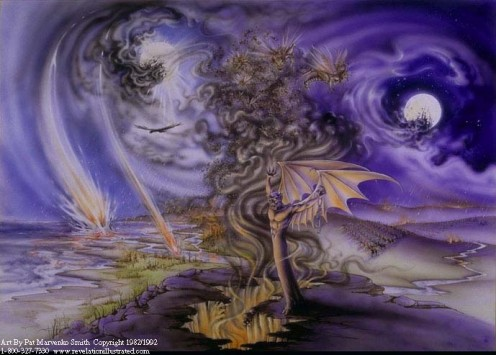 Art By Pat Marvenko Smith. Copyright 1982/1992
1-800-327-7330 www.revelationillustrated.com